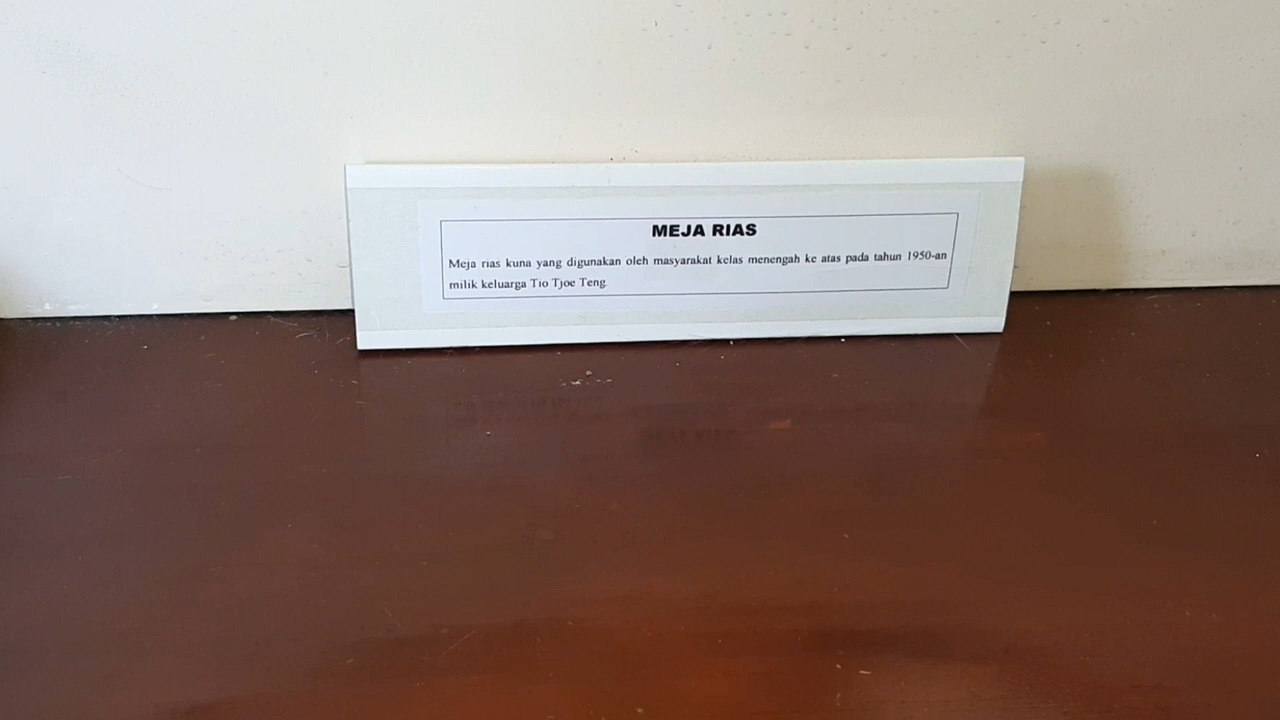 MEJA RIAS
Meja rias kuna yang digunakan oleh masyarakat kelas menengah ke atas pada tahun 1950-an
milik keluarga Tio Tjoe Teng.